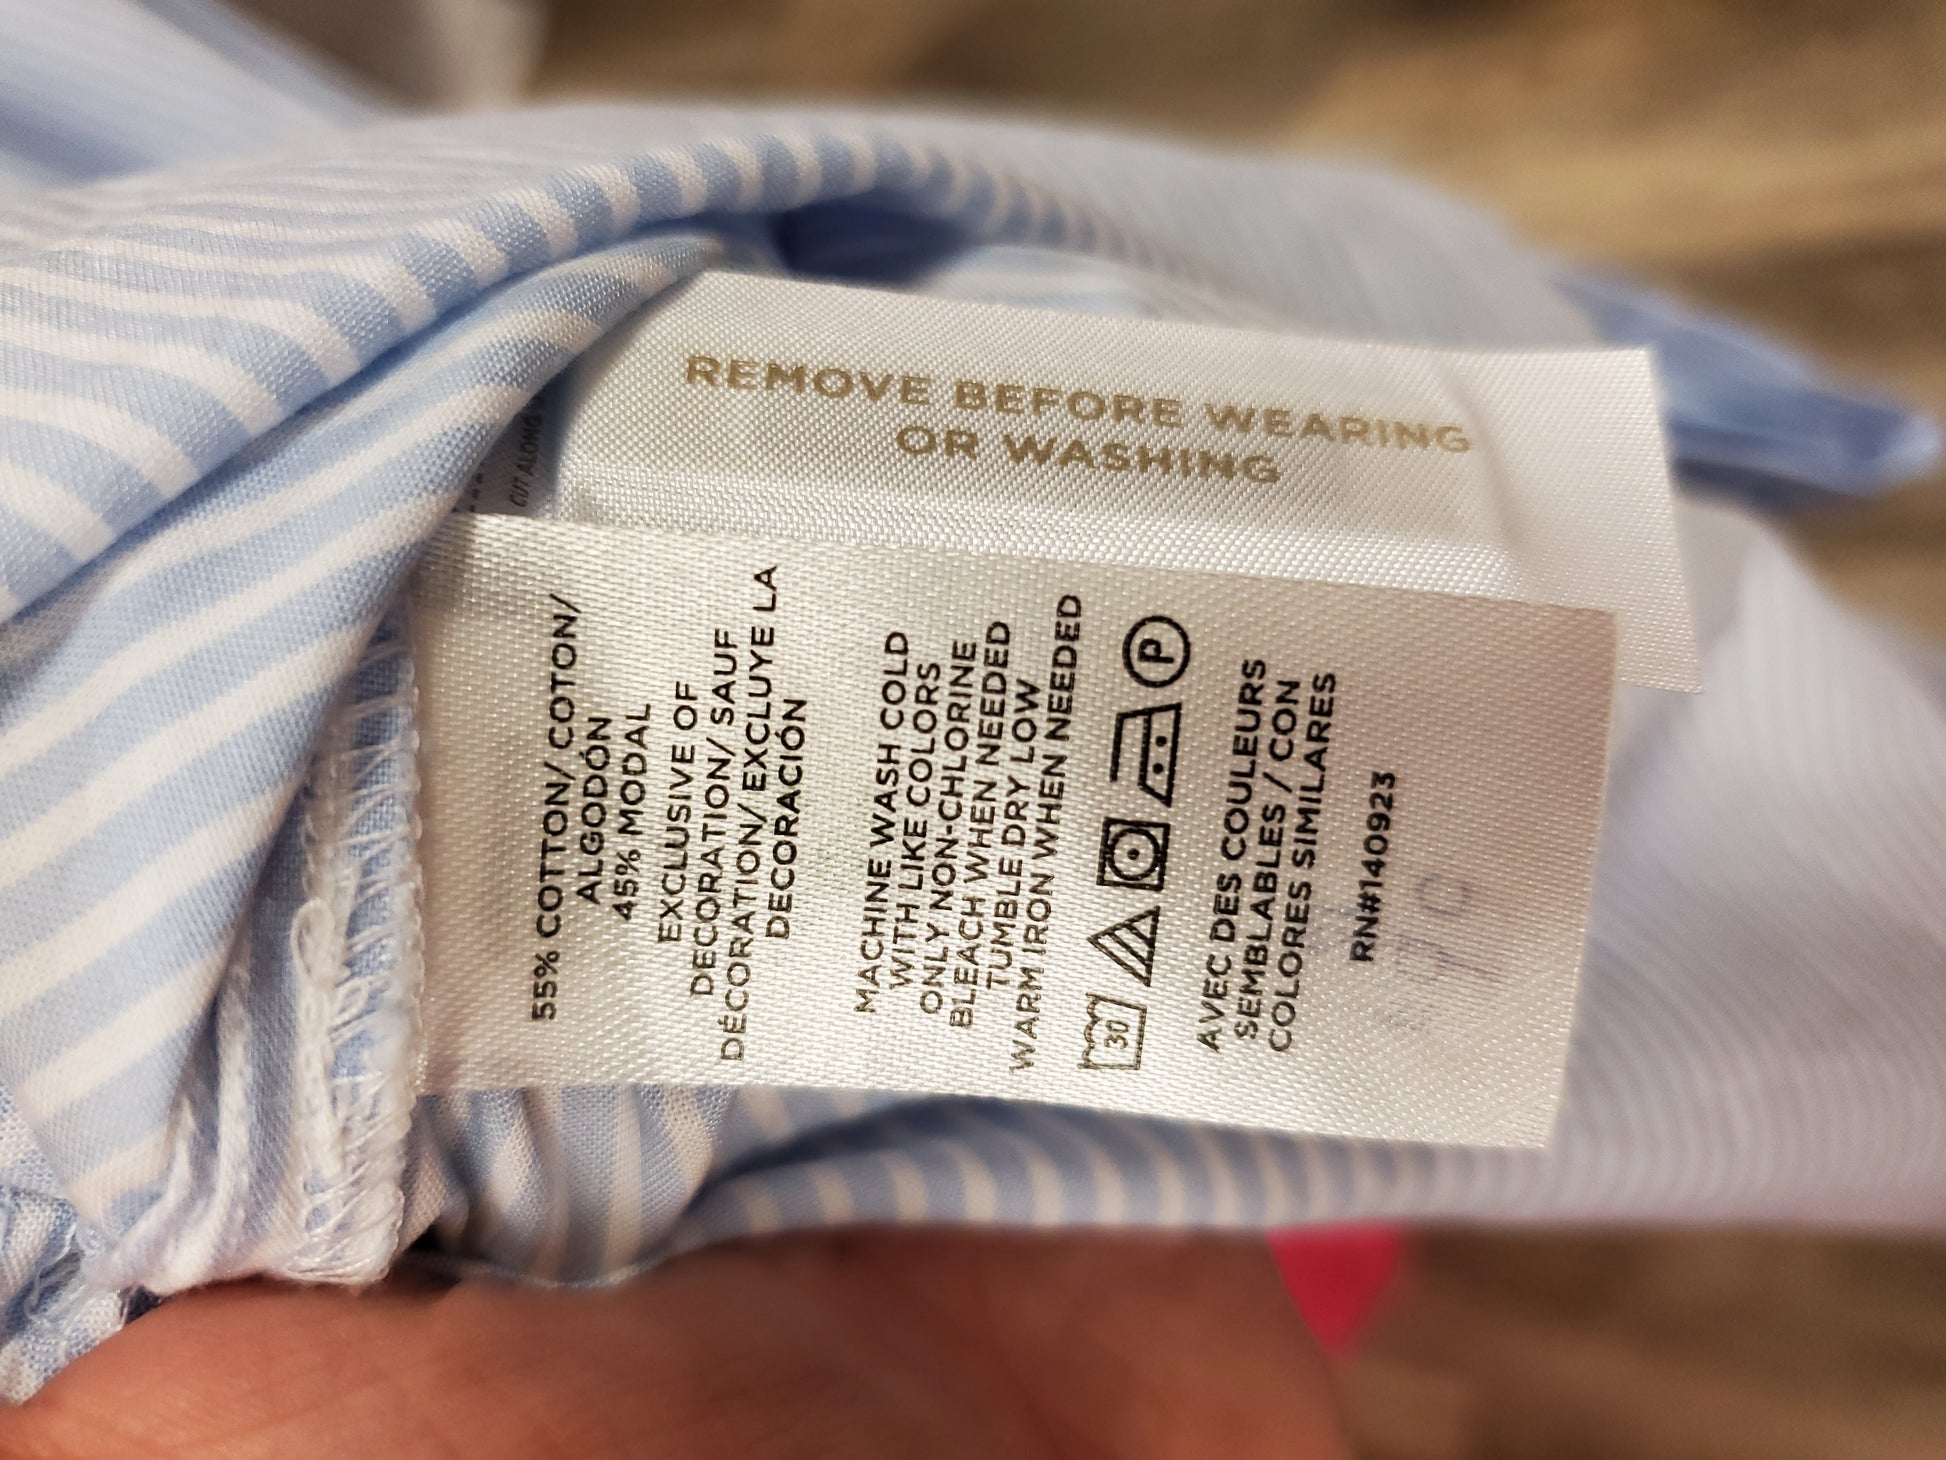 REMOVE BEFORE WEARING
OR WASHING
CUT ALONG
55% COTTON/ COTON/
ALGODÓN
45% MODAL
EXCLUSIVE OF
DECORATION/ SAUF
DÉCORATION/ EXCLUYE LA
DECORACIÓN
MACHINE WASH COLD
WITH LIKE COLORS
ONLY NON-CHLORINE
BLEACH WHEN NEEDED
TUMBLE DRY LOW
WARM IRON WHEN NEEDED
30 P
AVEC DES COULEURS
SEMBLABLES / CON
COLORES SIMILARES
RN#140923